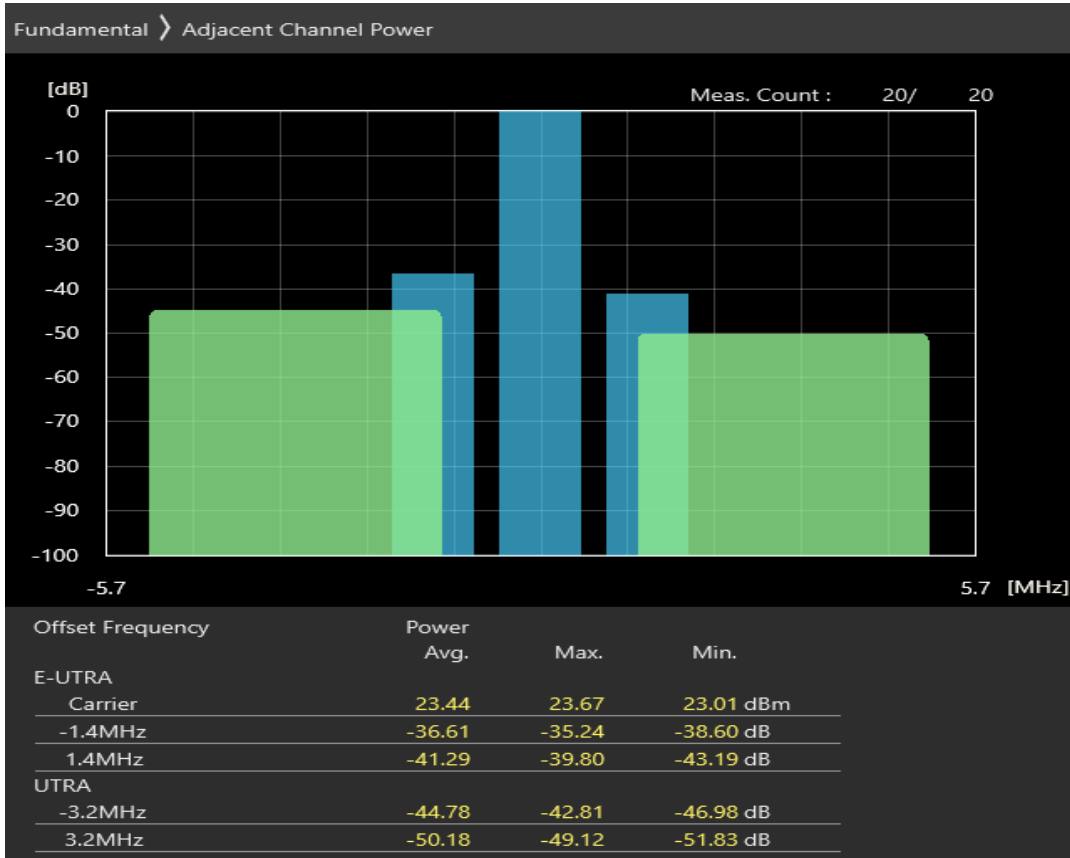 Fundamental 〉 Adjacent Channel Power
[dB]
Meas. Count : 20/ 20
0
-10
-20
-30
-40
-50
-60
-70
-80
-90
-100
-5.7 5.7 [MHz]
Offset Frequency Power
Avg. Max. Min.
E-UTRA
Carrier 23.44 23.67 23.01 dBm
-1.4MHz -36.61 -35.24 -38.60 dB
1.4MHz -41.29 -39.80 -43.19 dB
UTRA
-3.2MHz -44.78 -42.81 -46.98 dB
3.2MHz -50.18 -49.12 -51.83 dB